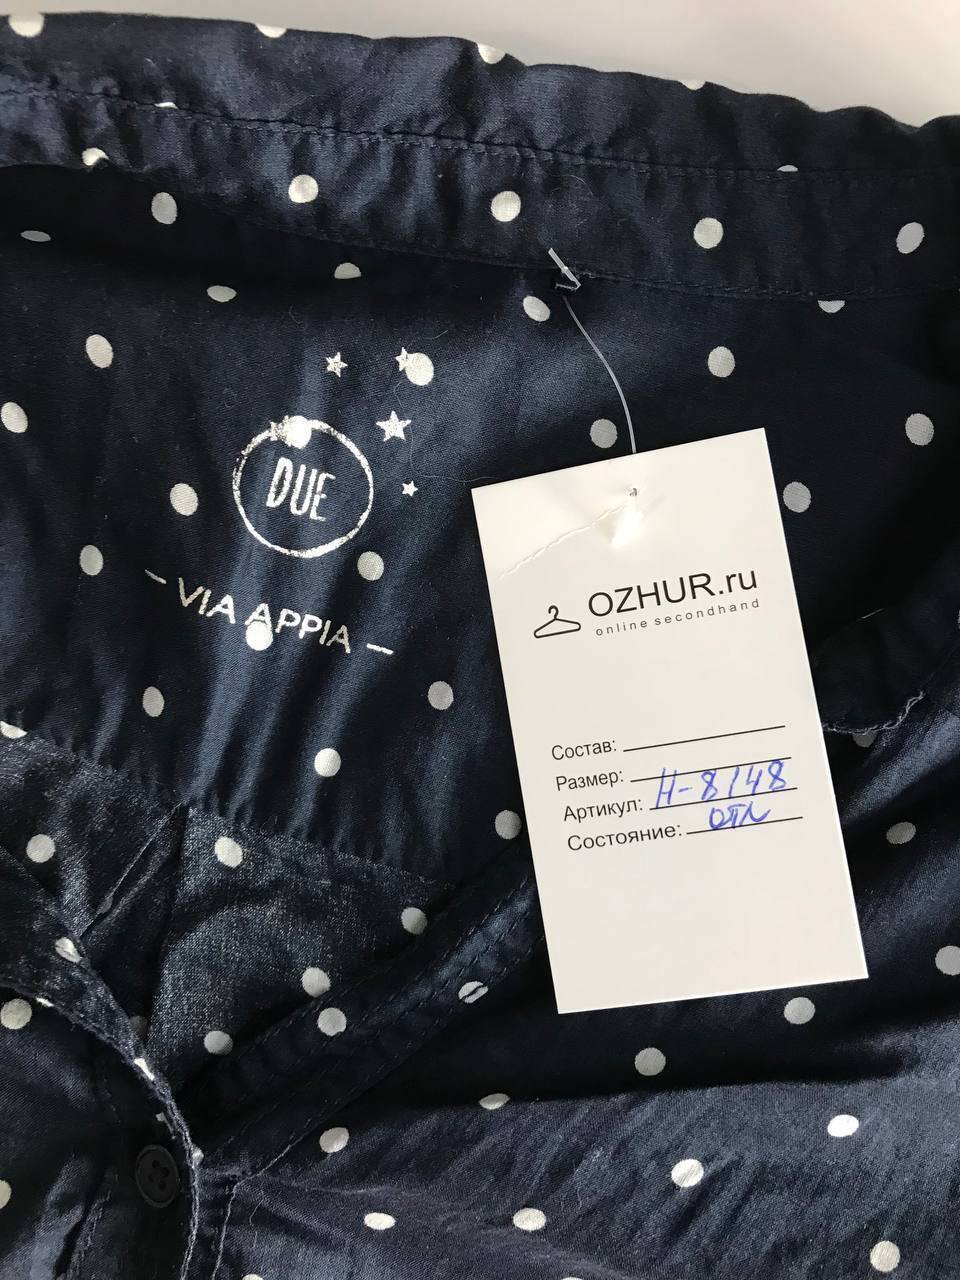 DUE
– VIA APPIA –
OZHUR.ru
online secondhand
Состав:
Размер:
Артикул: Н-8148
Состояние: отл